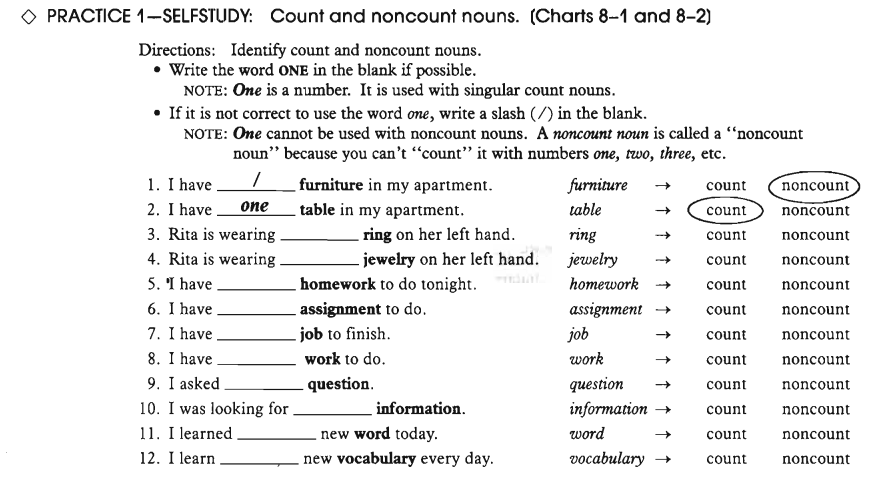 ◇ PRACTICE 1—SELFSTUDY: Count and noncount nouns. (Charts 8–1 and 8–2)
Directions: Identify count and noncount nouns.
• Write the word ONE in the blank if possible.
NOTE: One is a number. It is used with singular count nouns.
• If it is not correct to use the word one, write a slash (/) in the blank.
NOTE: One cannot be used with noncount nouns. A noncount noun is called a “noncount
noun” because you can’t “count” it with numbers one, two, three, etc.
1. I have ___/___ furniture in my apartment. furniture → count noncount
2. I have __one__ table in my apartment. table → count noncount
3. Rita is wearing ________ ring on her left hand. ring → count noncount
4. Rita is wearing ________ jewelry on her left hand. jewelry → count noncount
5. I have ________ homework to do tonight. homework → count noncount
6. I have ________ assignment to do. assignment → count noncount
7. I have ________ job to finish. job → count noncount
8. I have ________ work to do. work → count noncount
9. I asked ________ question. question → count noncount
10. I was looking for ________ information. information → count noncount
11. I learned ________ new word today. word → count noncount
12. I learn ________ new vocabulary every day. vocabulary → count noncount